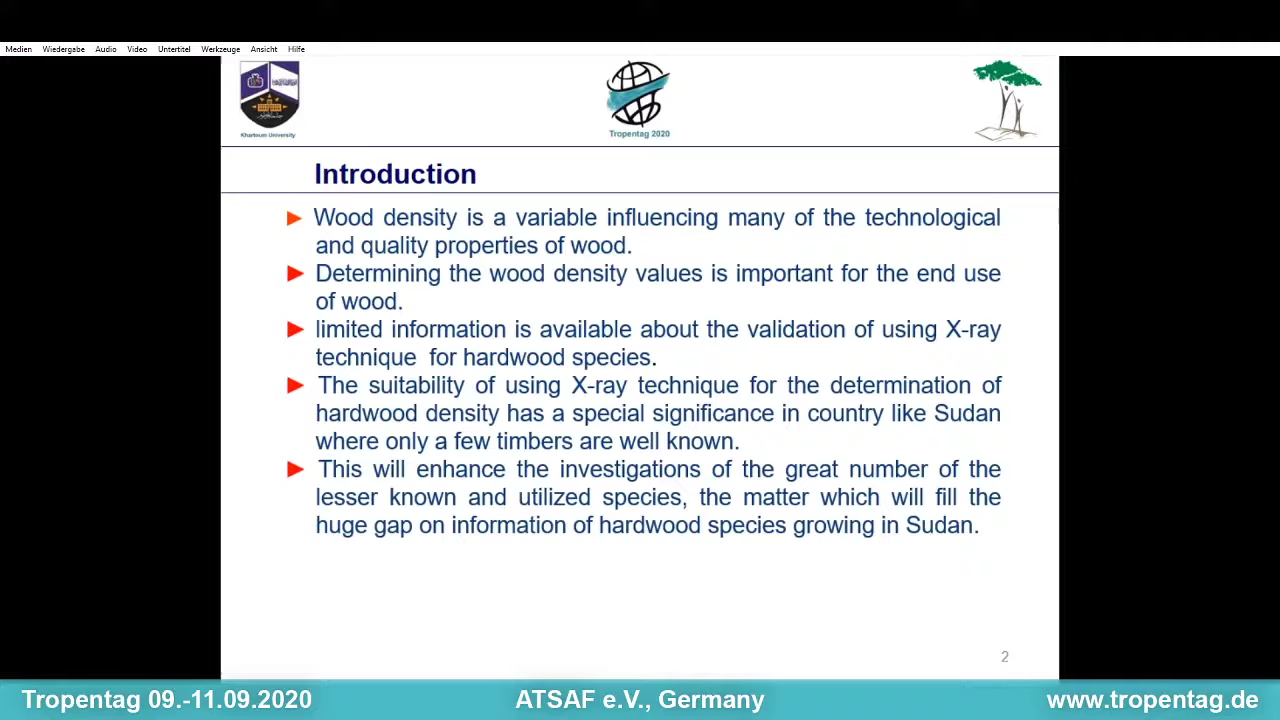 Medien Wiedergabe Audio Video Untertitel Werkzeuge Ansicht Hilfe
Khartoum University
Tropentag 2020
Introduction
Wood density is a variable influencing many of the technological
and quality properties of wood.
Determining the wood density values is important for the end use
of wood.
limited information is available about the validation of using X-ray
technique for hardwood species.
The suitability of using X-ray technique for the determination of
hardwood density has a special significance in country like Sudan
where only a few timbers are well known.
This will enhance the investigations of the great number of the
lesser known and utilized species, the matter which will fill the
huge gap on information of hardwood species growing in Sudan.
2
Tropentag 09.-11.09.2020 ATSAF e.V., Germany www.tropentag.de